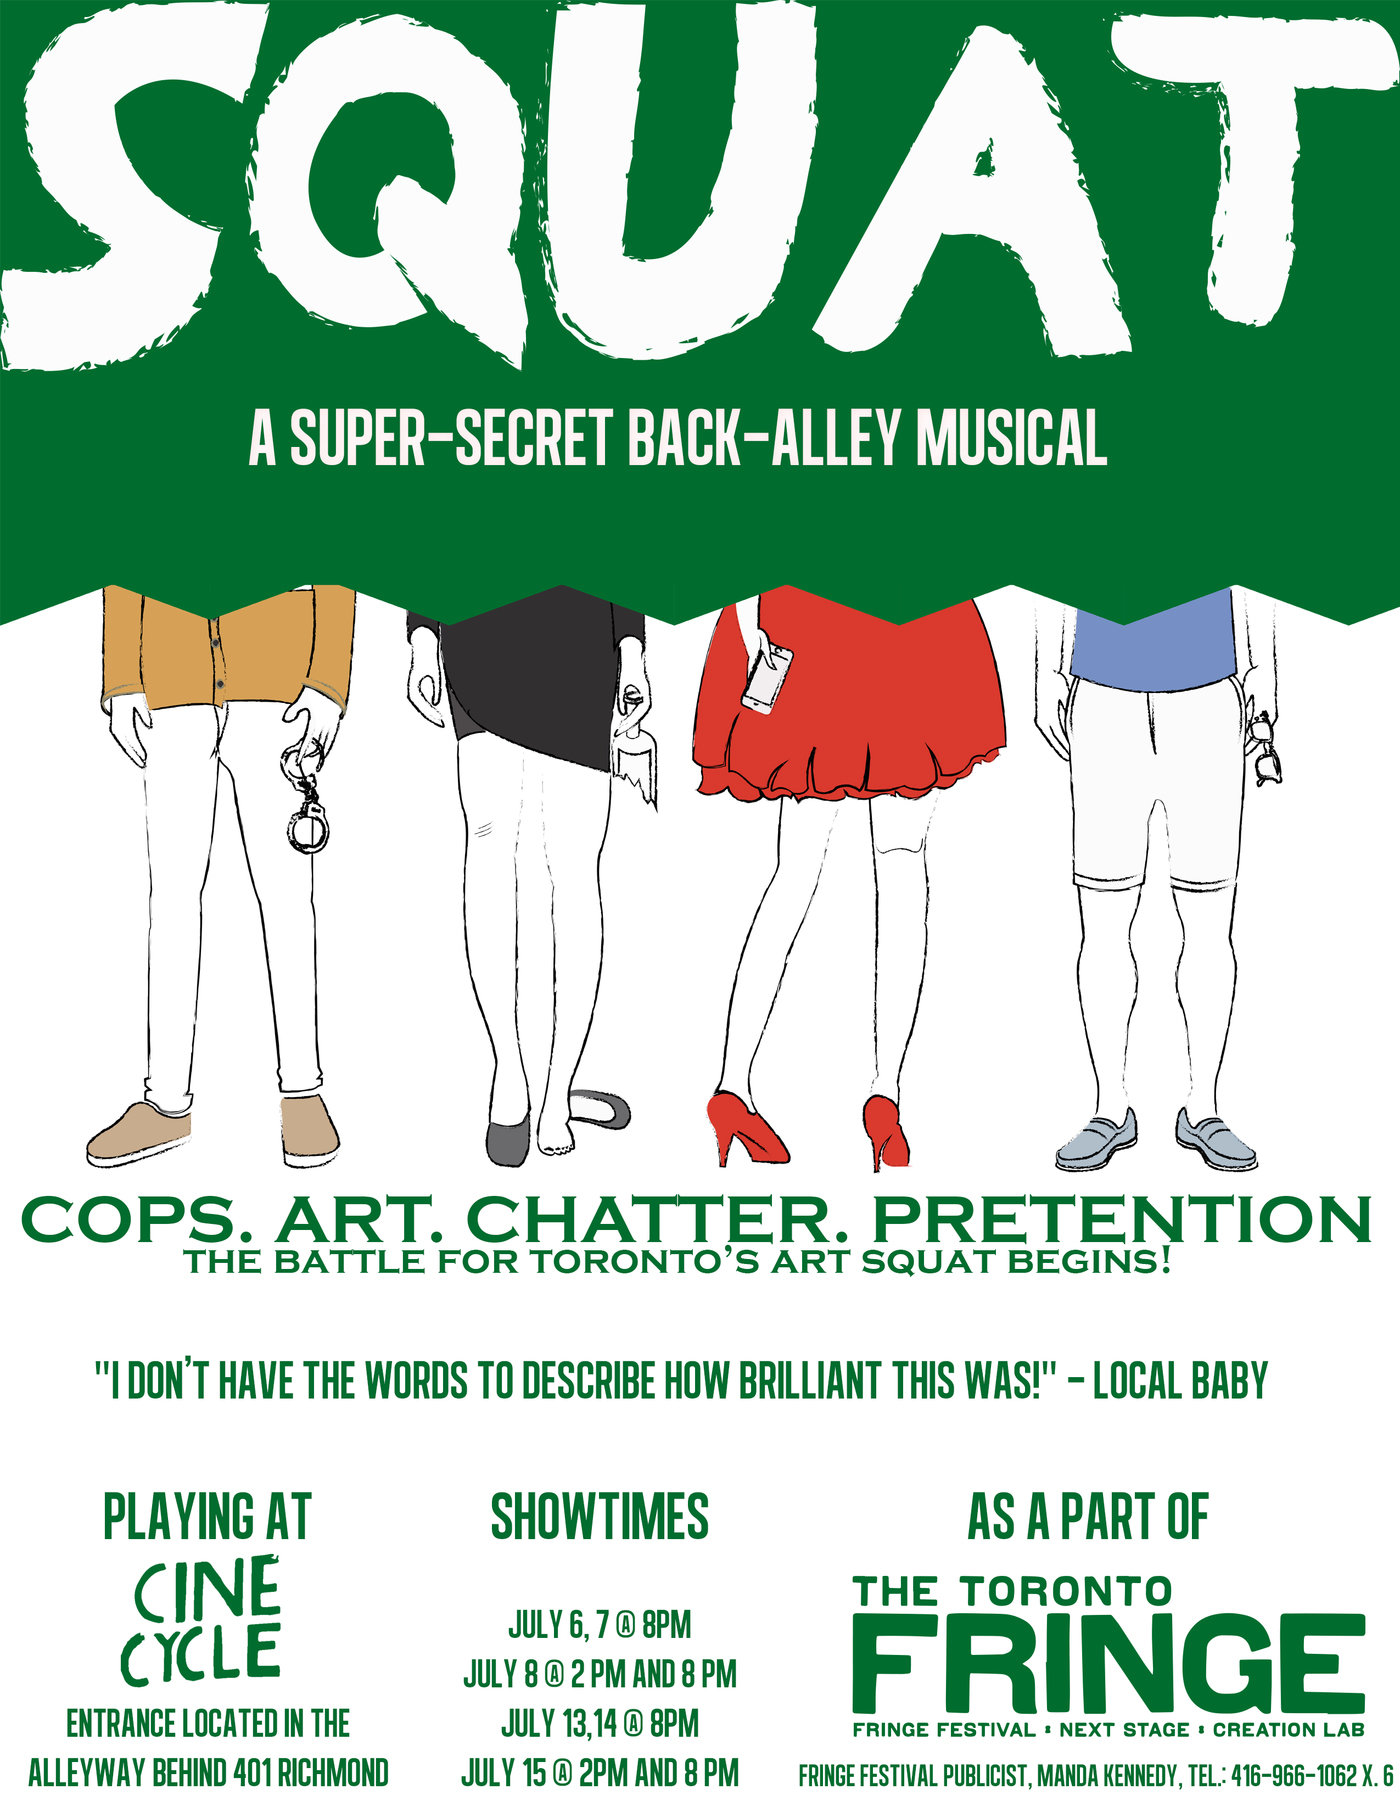 SQUAT
A SUPER-SECRET BACK-ALLEY MUSICAL
COPS. ART. CHATTER. PRETENTION
THE BATTLE FOR TORONTO'S ART SQUAT BEGINS!
"I DON'T HAVE THE WORDS TO DESCRIBE HOW BRILLIANT THIS WAS!" - LOCAL BABY
PLAYING AT
CINE
CYCLE
ENTRANCE LOCATED IN THE
ALLEYWAY BEHIND 401 RICHMOND
SHOWTIMES
JULY 6, 7 @ 8PM
JULY 8 @ 2 PM AND 8 PM
JULY 13,14 @ 8PM
JULY 15 @ 2PM AND 8 PM
AS A PART OF
THE TORONTO
FRINGE
FRINGE FESTIVAL • NEXT STAGE • CREATION LAB
FRINGE FESTIVAL PUBLICIST, MANDA KENNEDY, TEL.: 416-966-1062 X. 6